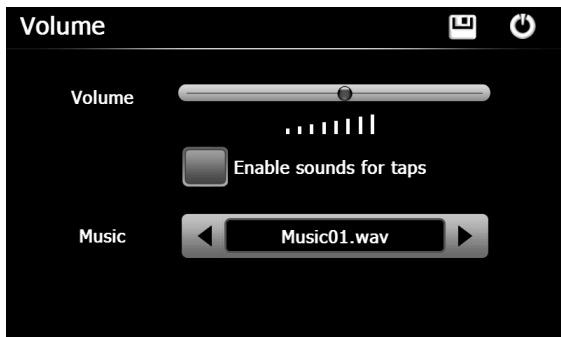 Volume
Volume
Enable sounds for taps
Music
Music01.wav